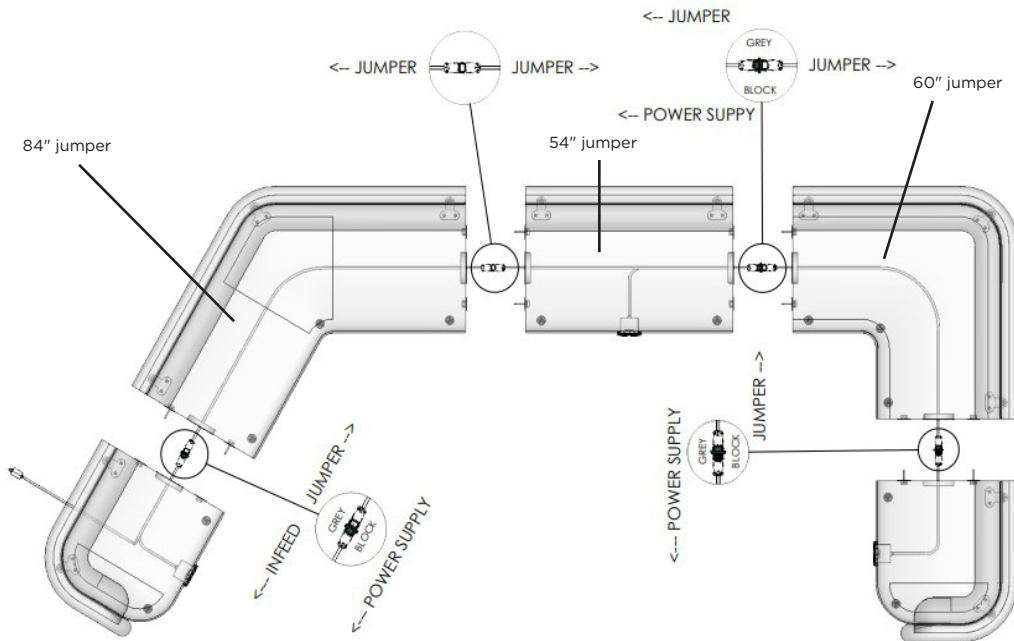 <-- JUMPER
<-- JUMPER
JUMPER -->
GREY
BLOCK
JUMPER -->
60" jumper
<-- POWER SUPPY
84" jumper
54" jumper
JUMPER -->
<--- POWER SUPPLY
GREY
BLOCK
JUMPER -->
<--- INFEED
GREY
BLOCK
<--- POWER SUPPLY